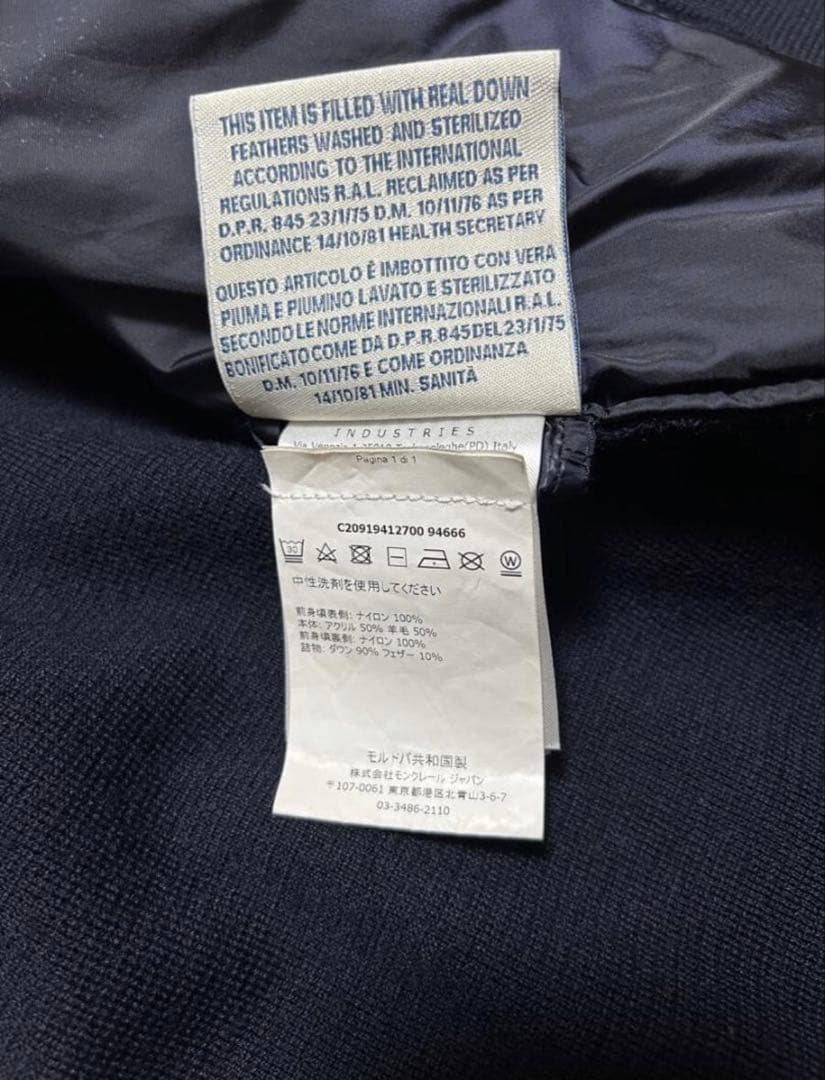 THIS ITEM IS FILLED WITH REAL DOWN
FEATHERS WASHED AND STERILIZED
ACCORDING TO THE INTERNATIONAL
REGULATIONS R.A.L. RECLAIMED AS PER
D.P.R. 845 23/1/75 D.M. 10/11/76 AS PER
ORDINANCE 14/10/81 HEALTH SECRETARY
QUESTO ARTICOLO È IMBOTTITO CON VERA
PIUMA E PIUMINO LAVATO E STERILIZZATO
SECONDO LE NORME INTERNAZIONALI R.A.L.
BONIFICATO COME DA D.P.R. 845 DEL 23/1/75
D.M. 10/11/76 E COME ORDINANZA
14/10/81 MIN. SANITÀ
INDUSTRIES
Via Venezia 1 (PD) Italy
Pagina 1 di 1
C20919412700 94666
30
W
中性洗剤を使用してください
前身頃表側: ナイロン 100%
本体: アクリル 50% 羊毛 50%
前身頃裏側: ナイロン 100%
詰物: ダウン 90% フェザー 10%
モルドバ共和国製
株式会社モンクレール ジャパン
〒107-0061 東京都港区北青山3-6-7
03-3486-2110